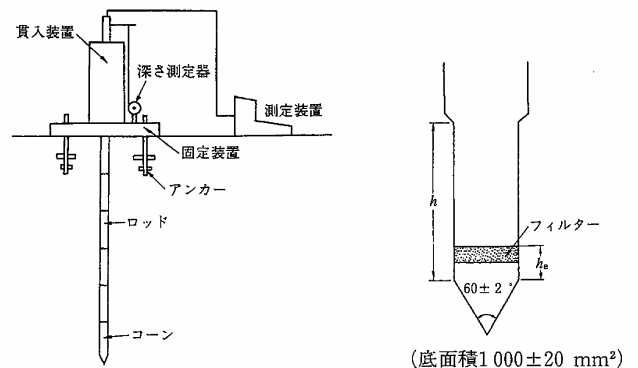 貫入装置
深さ測定器
測定装置
固定装置
アンカー
ロッド
コーン
h
フィルター
he
60±2°
(底面積1 000±20 mm²)